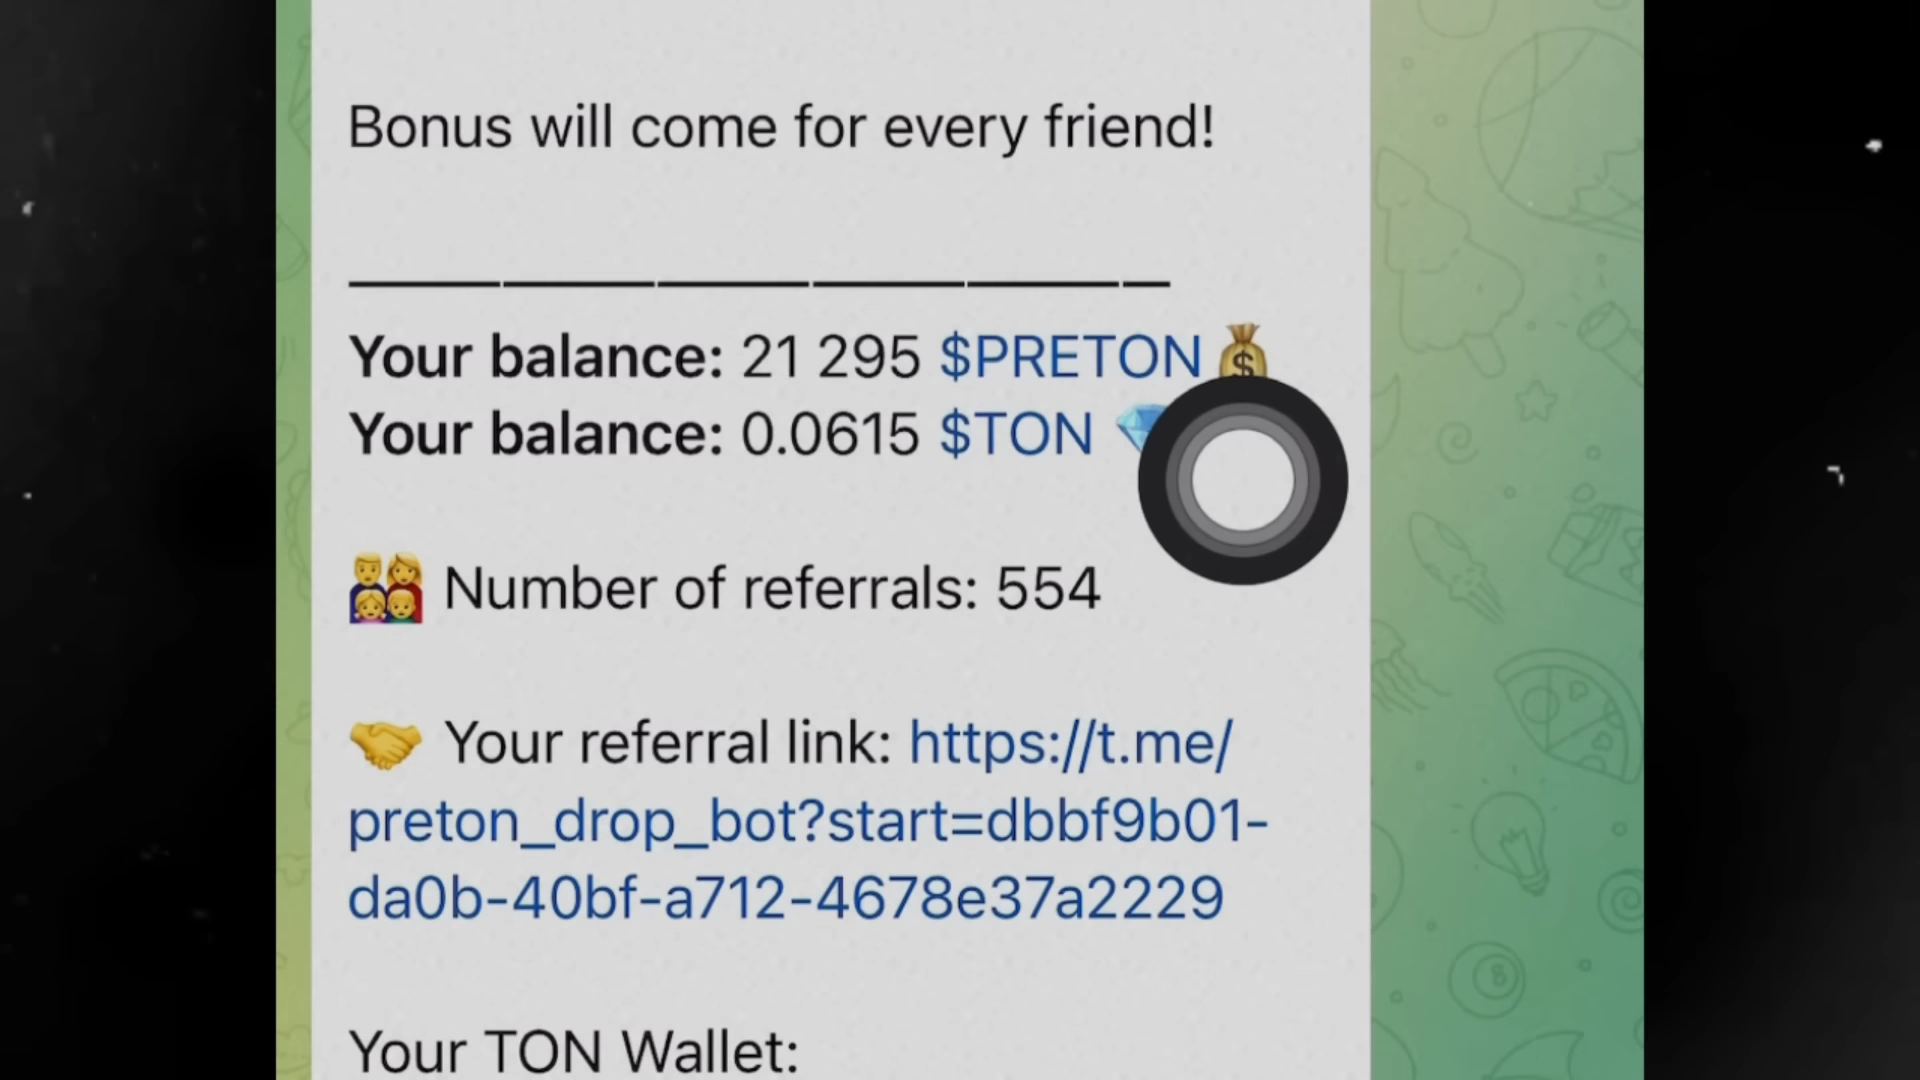 Bonus will come for every friend!
Your balance: 21 295 $PRETON💰
Your balance: 0.0615 $TON 💎
👨‍👩‍👧‍👦 Number of referrals: 554
🤝 Your referral link: https://t.me/
preton_drop_bot?start=dbbf9b01-
da0b-40bf-a712-4678e37a2229
Your TON Wallet: